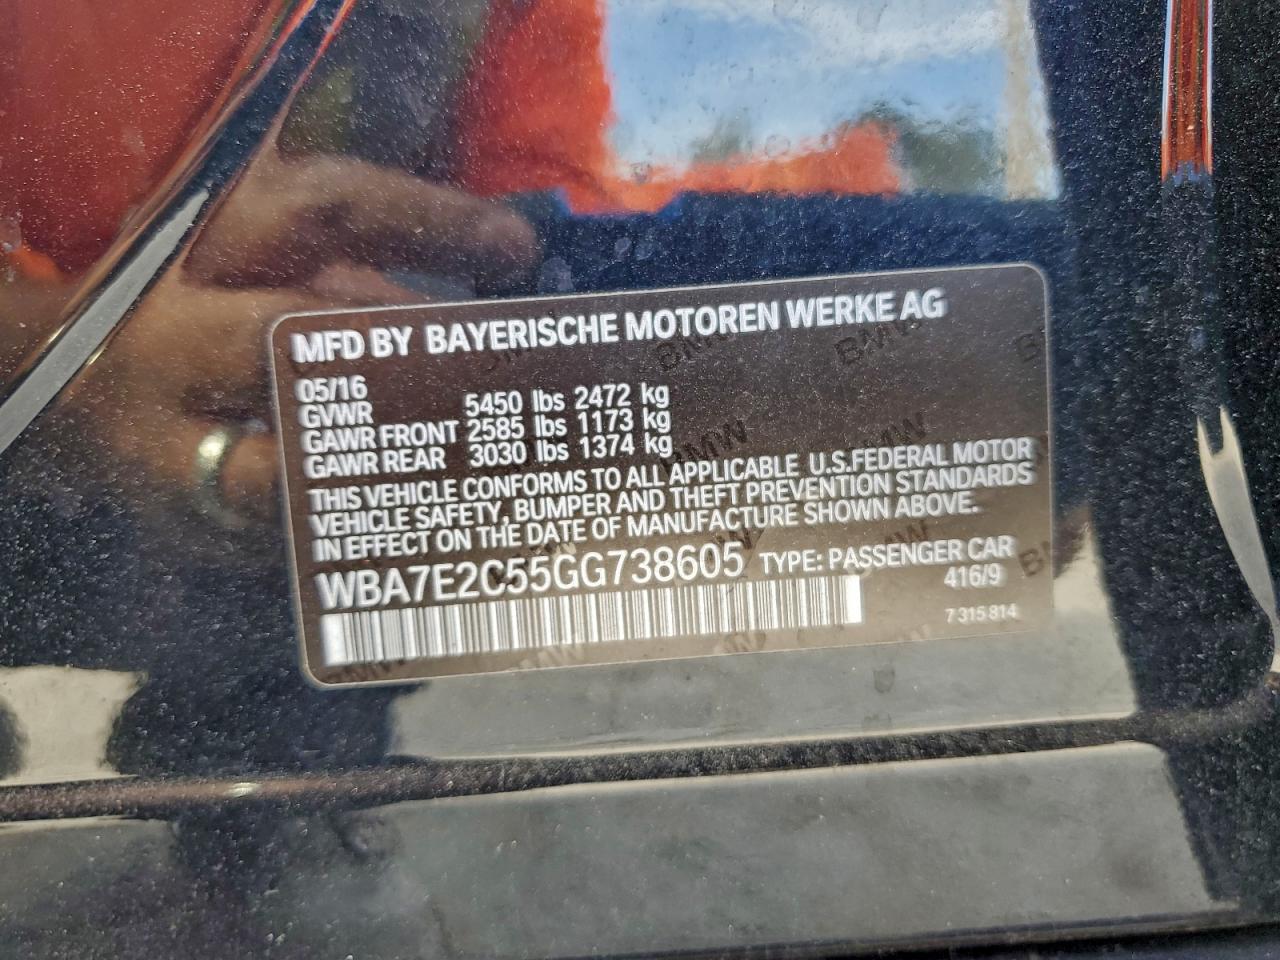 MFD BY BAYERISCHE MOTOREN WERKE AG
05/16
GVWR 5450 lbs 2472 kg
GAWR FRONT 2585 lbs 1173 kg
GAWR REAR 3030 lbs 1374 kg
THIS VEHICLE CONFORMS TO ALL APPLICABLE U.S.FEDERAL MOTOR
VEHICLE SAFETY, BUMPER AND THEFT PREVENTION STANDARDS
IN EFFECT ON THE DATE OF MANUFACTURE SHOWN ABOVE.
WBA7E2C55GG738605 TYPE: PASSENGER CAR
416/9
7 315 814